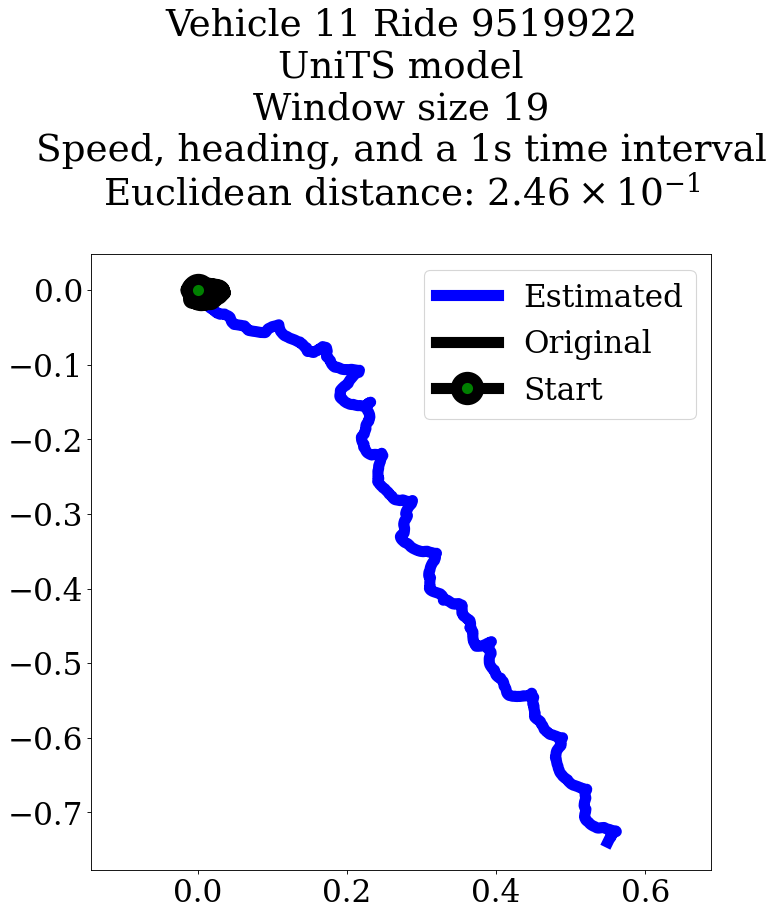 Vehicle 11 Ride 9519922
UniTS model
Window size 19
Speed, heading, and a 1s time interval
Euclidean distance: 2.46 × 10⁻¹
Estimated
Original
Start
0.0
−0.1
−0.2
−0.3
−0.4
−0.5
−0.6
−0.7
0.0 0.2 0.4 0.6